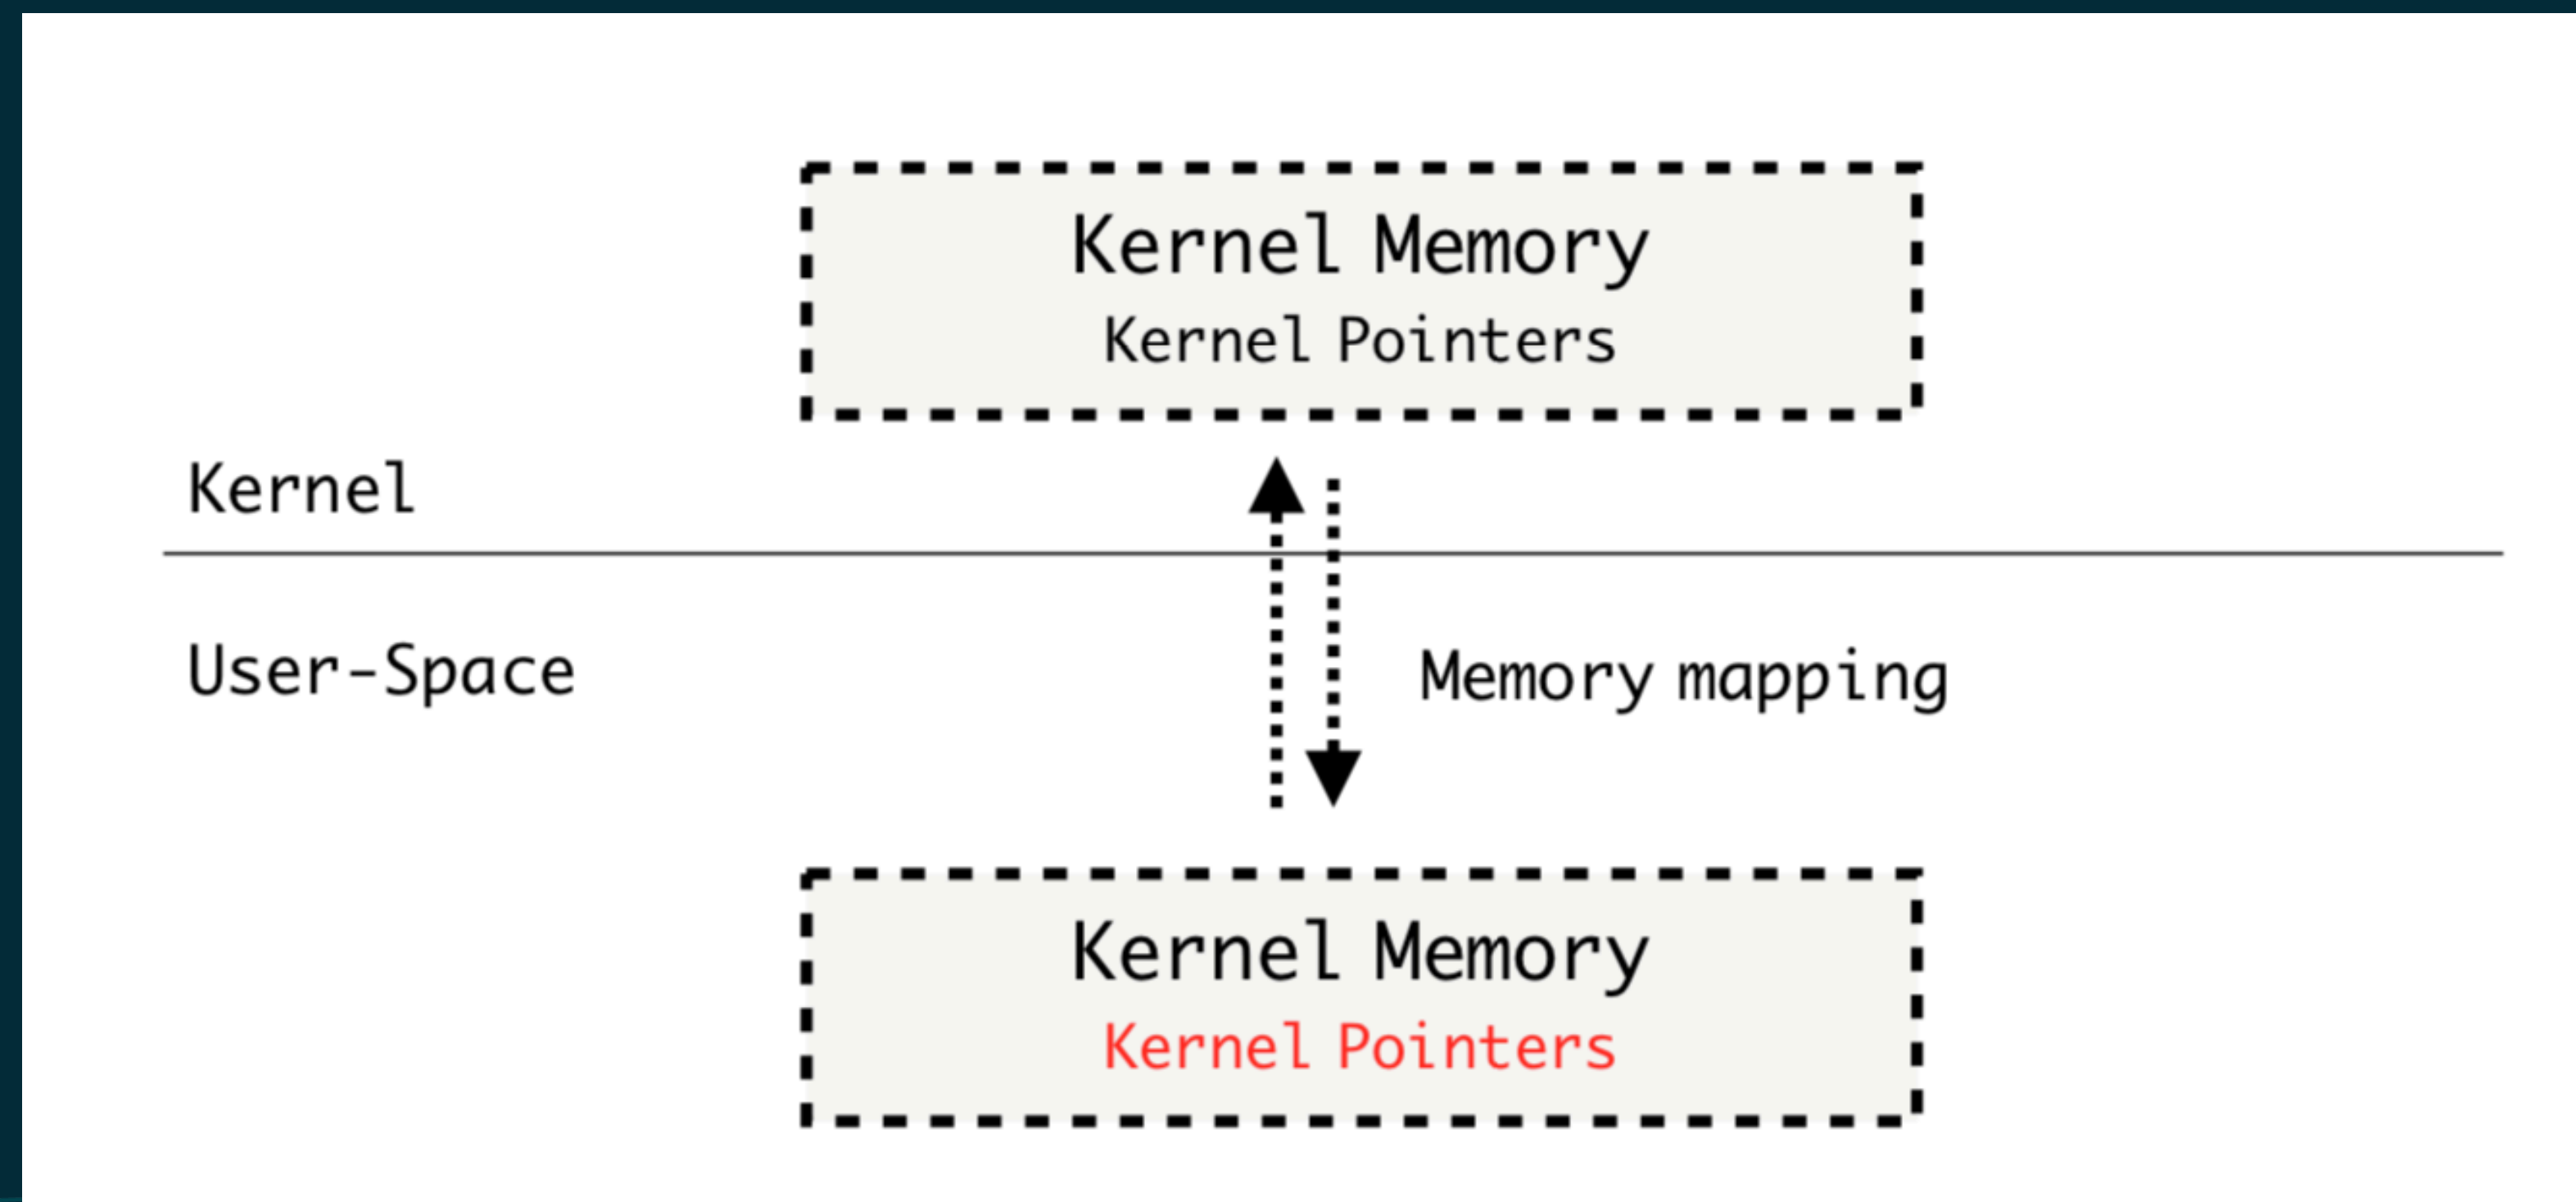 Kernel Memory
Kernel Pointers
Kernel
User-Space
Memory mapping
Kernel Memory
Kernel Pointers